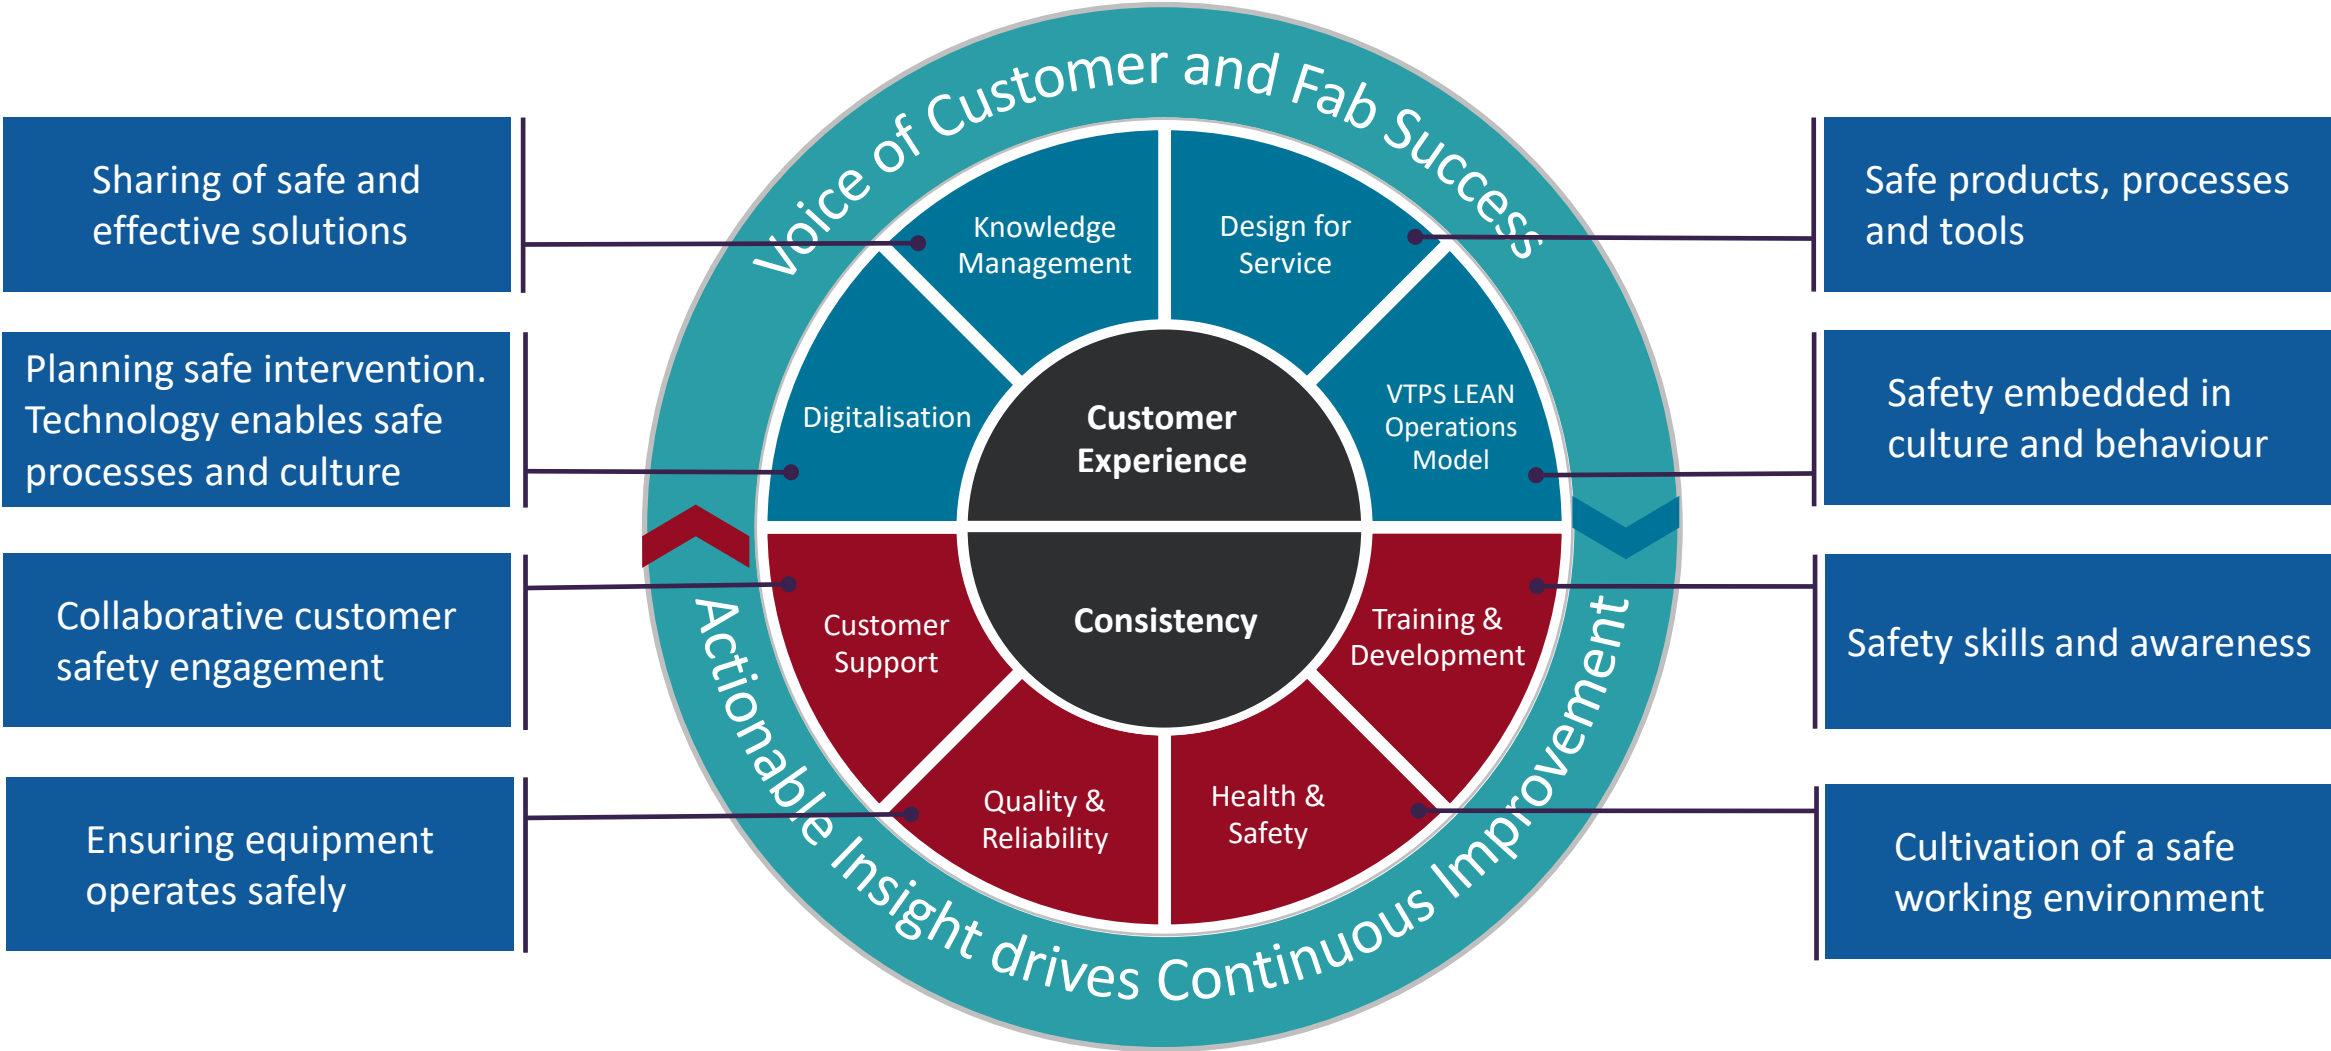 Voice of Customer and Fab Success
Sharing of safe and
effective solutions
Planning safe intervention.
Technology enables safe
processes and culture
Collaborative customer
safety engagement
Ensuring equipment
operates safely
Knowledge
Management
Design for
Service
Digitalisation
VTPS LEAN
Operations
Model
Customer
Experience
Consistency
Customer
Support
Training &
Development
Quality &
Reliability
Health &
Safety
Safe products, processes
and tools
Safety embedded in
culture and behaviour
Safety skills and awareness
Cultivation of a safe
working environment
Actionable Insight drives Continuous Improvement